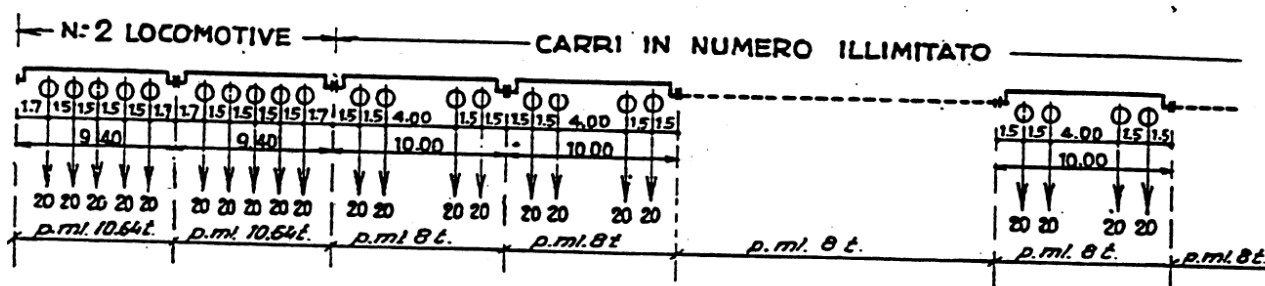 N:2 LOCOMOTIVE CARRI IN NUMERO ILLIMITATO
1.7 1.5 1.5 1.5 1.5 1.7 1.7 1.5 1.5 1.5 1.5 1.7 1.5 1.5 4.00 1.5 1.5 1.5 1.5 4.00 1.5 1.5 1.5 1.5 4.00 1.5 1.5
9.40 9.40 10.00 10.00 10.00
20 20 20 20 20 20 20 20 20 20 20 20 20 20 20 20 20 20 20 20 20 20
p.ml. 10.64t. p.ml. 10.64t. p.ml 8t. p.ml.8t p.ml. 8t. p.ml. 8t. p.ml.8t.